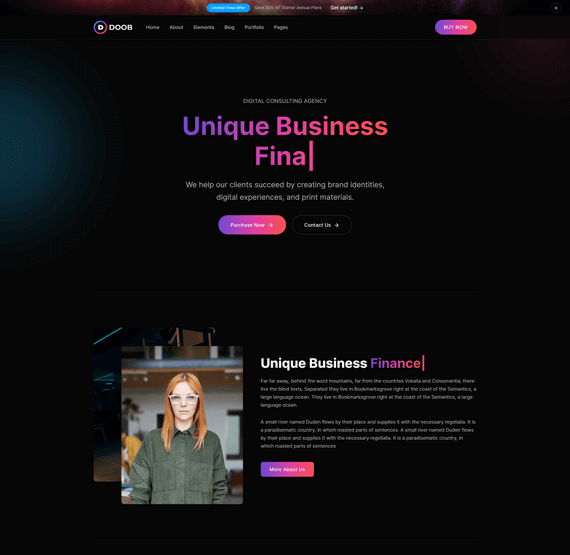 Limited Time Offer Save 50% off Starter Annual Plans Get started! →
DOOB
Home About Elements Blog Portfolio Pages
BUY NOW
DIGITAL CONSULTING AGENCY
Unique Business
Fina
We help our clients succeed by creating brand identities,
digital experiences, and print materials.
Purchase Now →
Contact Us →
Unique Business Finance
Far far away, behind the word mountains, far from the countries Vokalia and Consonantia, there
live the blind texts. Separated they live in Bookmarksgrove right at the coast of the Semantics, a
large language ocean. They live in Bookmarksgrove right at the coast of the Semantics, a large
language ocean.
A small river named Duden flows by their place and supplies it with the necessary regelialia. It is
a paradisematic country, in which roasted parts of sentences. A small river named Duden flows
by their place and supplies it with the necessary regelialia. It is a paradisematic country, in
which roasted parts of sentences
More About Us